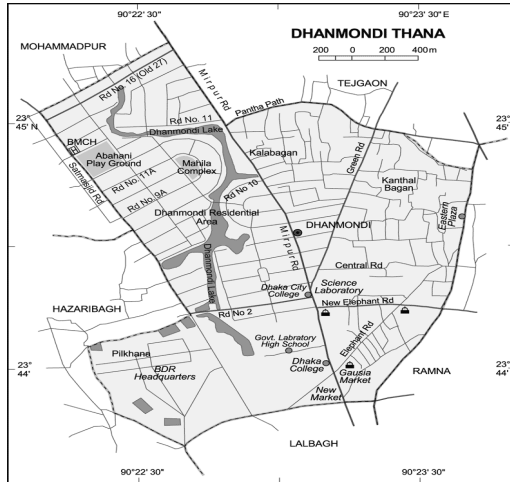 90°22' 30"
90°23' 30" E
DHANMONDI THANA
200 0 200 400m
MOHAMMADPUR
TEJGAON
Rd No. 16 (Old 27)
Mirpur Rd
Pantha Path
23°
45' N
Rd No. 11
Dhanmondi Lake
BMCH
Abahani
Play Ground
Mahila
Complex
Kalabagan
Green Rd
Satmasjid Rd.
Rd No. 11A
Rd No. 9A
Rd No 10
Kanthal
Bagan
Dhanmondi Residential
Area
Eastern
Plaza
DHANMONDI
Mirpur Rd
Dhanmondi Lake
Central Rd
Science
Laboratory
Dhaka City
College
New Elephant Rd
HAZARIBAGH
Rd No 2
Elephant Rd
Govt. Labratory
High School
Pilkhana
BDR
Headquarters
Dhaka
College
Gausia
Market
23°
44'
RAMNA
New
Market
LALBAGH
90°22' 30"
90°23' 30"